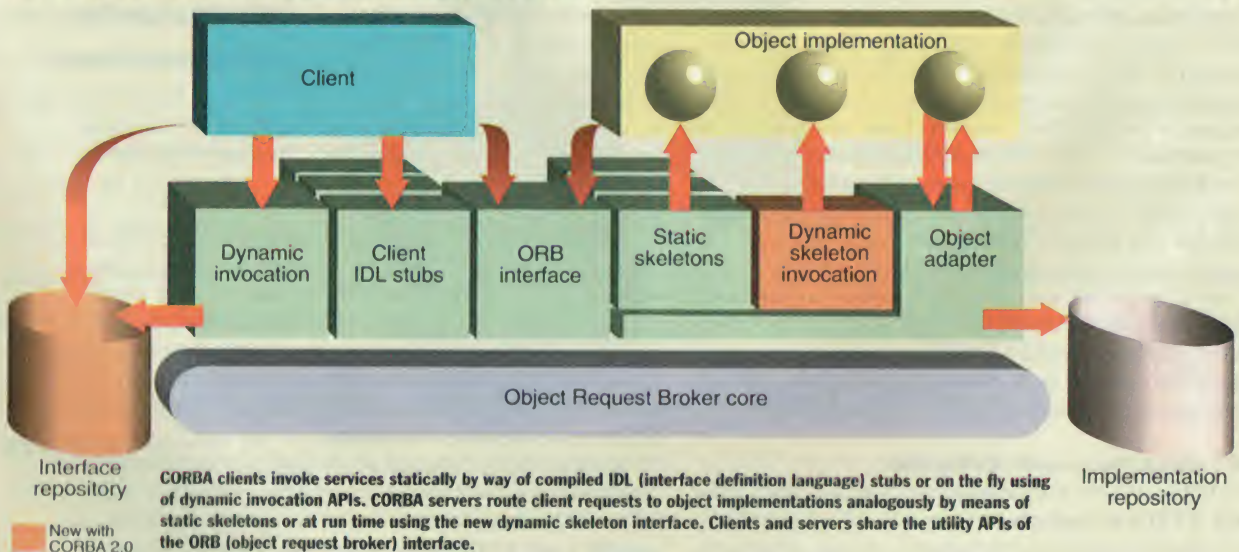 Client
Object implementation
Dynamic
invocation
Client
IDL stubs
ORB
interface
Static
skeletons
Dynamic
skeleton
invocation
Object
adapter
Object Request Broker core
Interface
repository
Implementation
repository
New with
CORBA 2.0
CORBA clients invoke services statically by way of compiled IDL (interface definition language) stubs or on the fly using
of dynamic invocation APIs. CORBA servers route client requests to object implementations analogously by means of
static skeletons or at run time using the new dynamic skeleton interface. Clients and servers share the utility APIs of
the ORB (object request broker) interface.